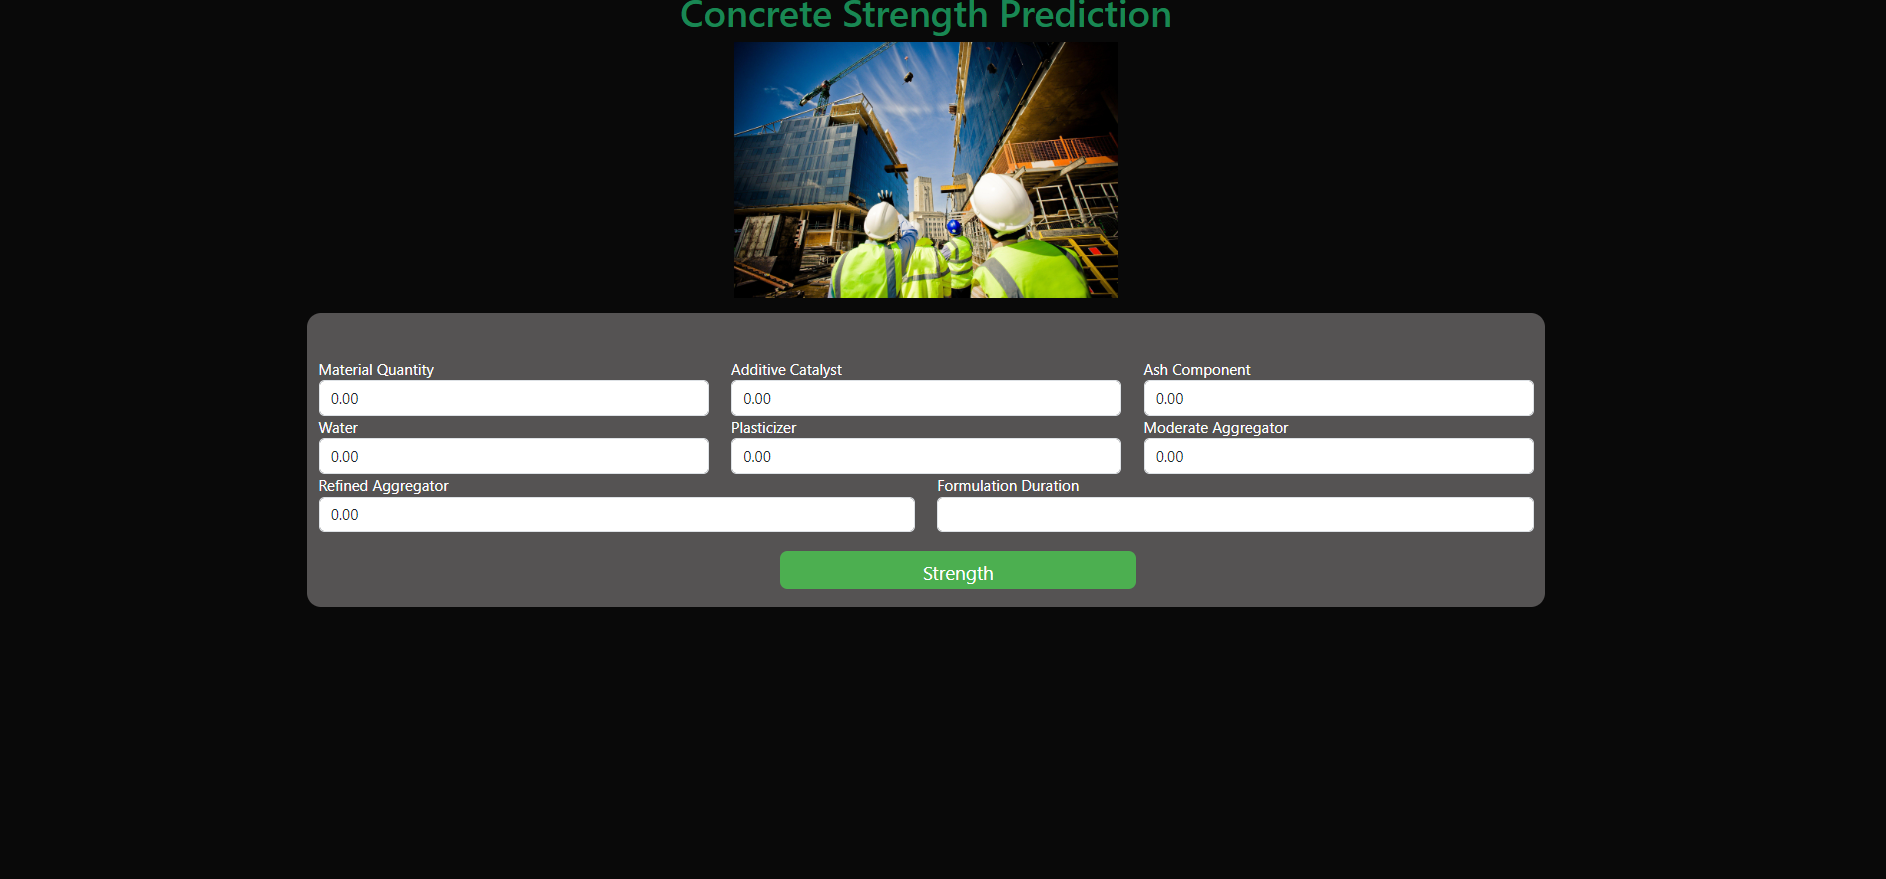 Concrete Strength Prediction
Material Quantity Additive Catalyst Ash Component
0.00 0.00 0.00
Water Plasticizer Moderate Aggregator
0.00 0.00 0.00
Refined Aggregator Formulation Duration
0.00
Strength